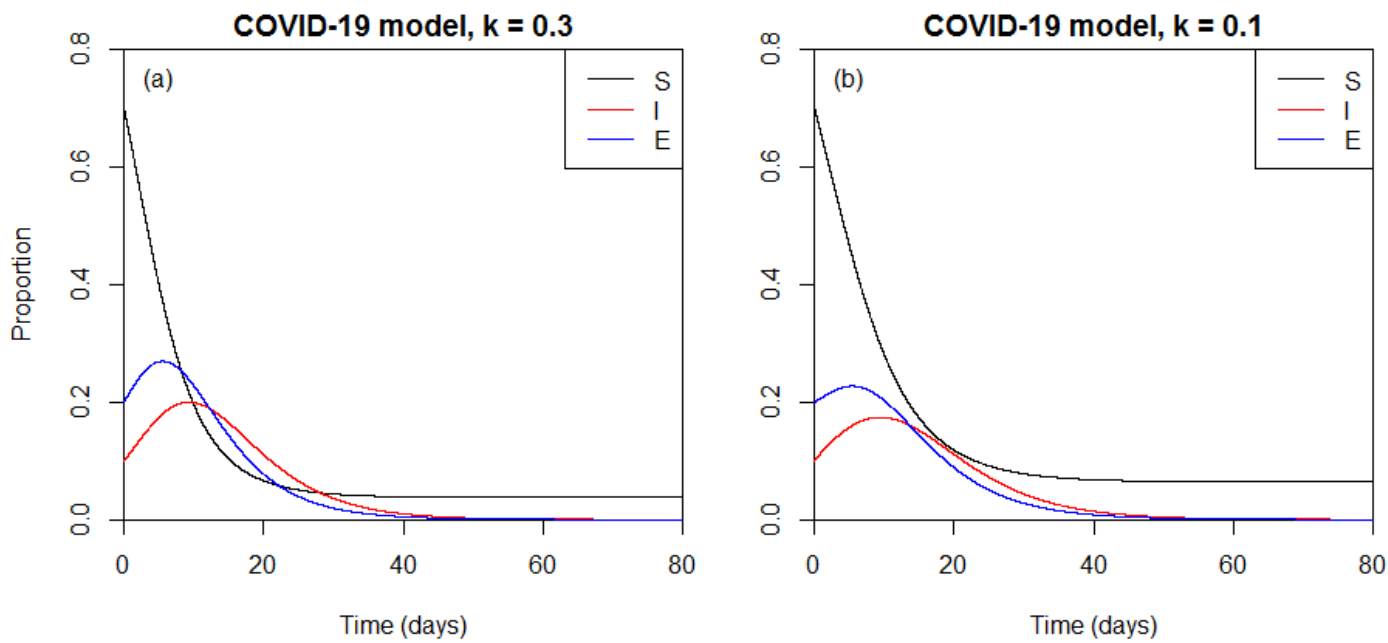 COVID-19 model, k = 0.3
(a)
S
I
E
Proportion
0.8
0.6
0.4
0.2
0.0
0 20 40 60 80
Time (days)
COVID-19 model, k = 0.1
(b)
S
I
E
0.8
0.6
0.4
0.2
0.0
0 20 40 60 80
Time (days)